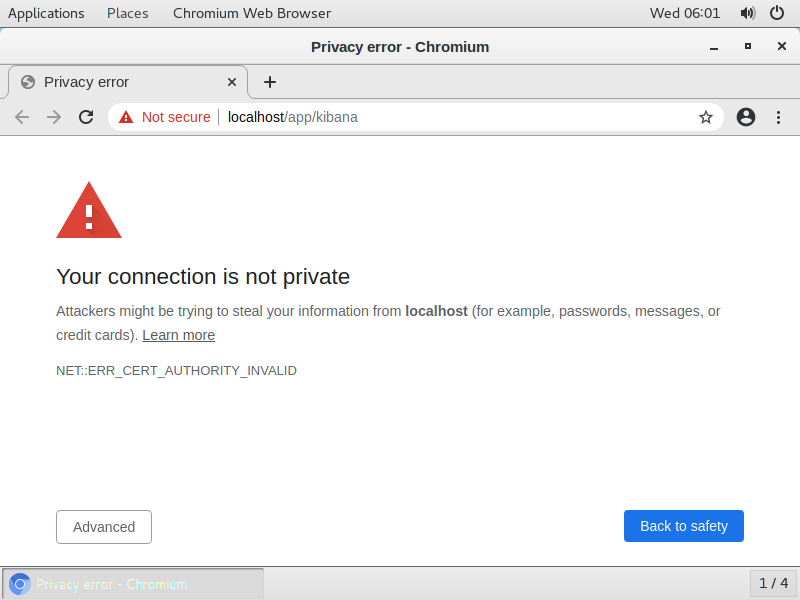 Applications Places Chromium Web Browser Wed 06:01
Privacy error - Chromium
Privacy error
Not secure localhost/app/kibana
Your connection is not private
Attackers might be trying to steal your information from localhost (for example, passwords, messages, or
credit cards). Learn more
NET::ERR_CERT_AUTHORITY_INVALID
Advanced Back to safety
Privacy error - Chromium 1 / 4